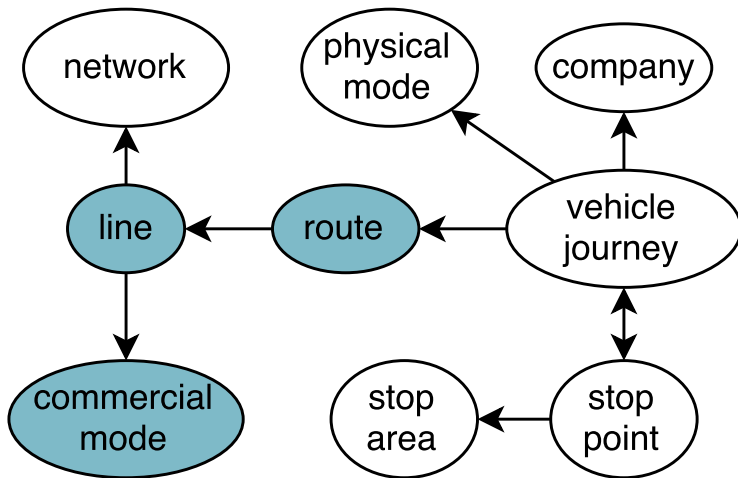 network
physical
mode
company
line
route
vehicle
journey
commercial
mode
stop
area
stop
point